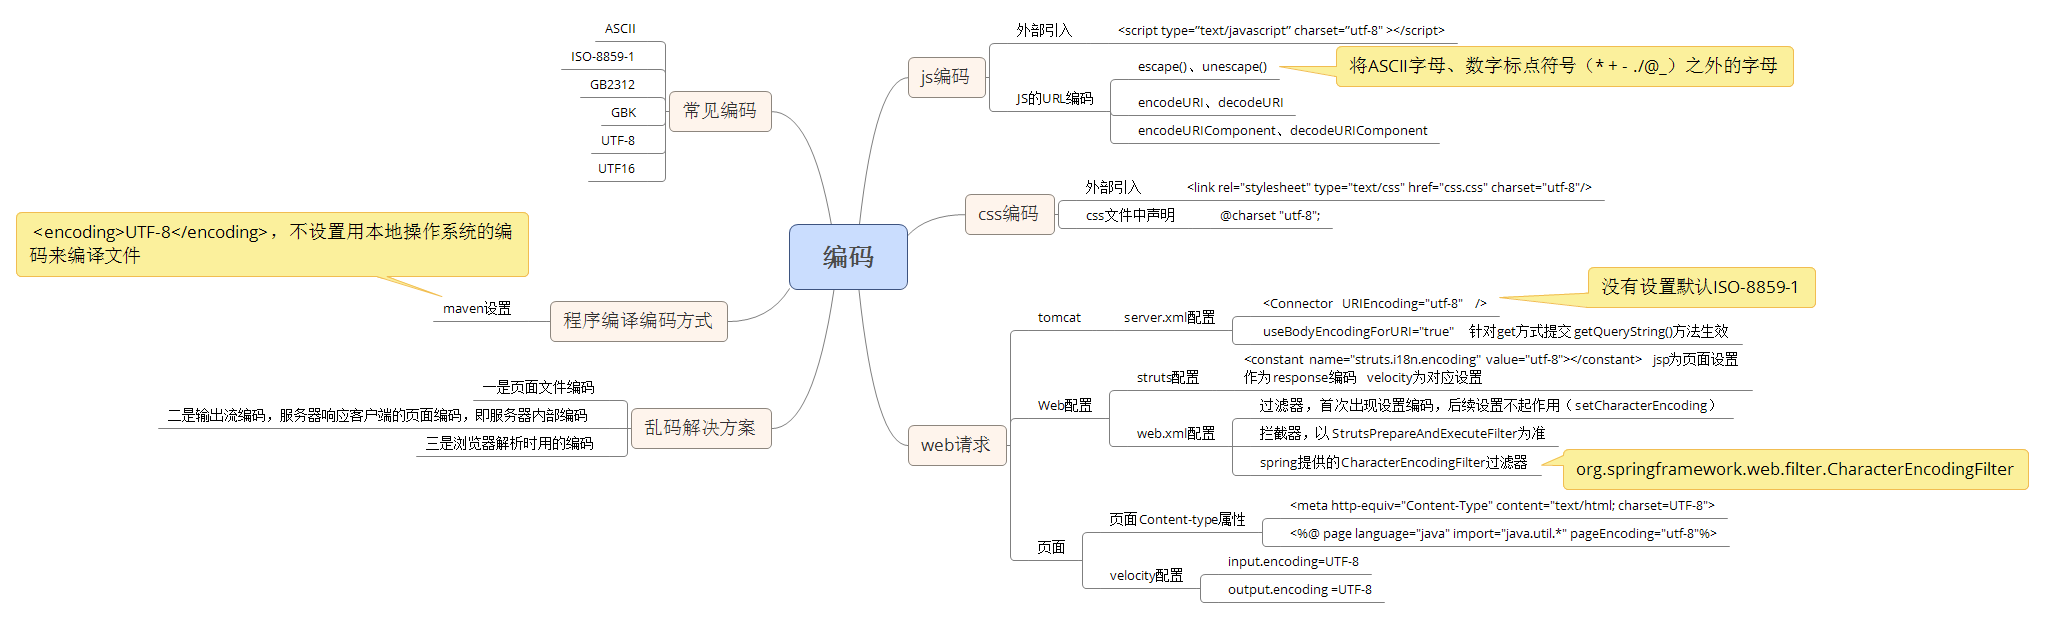 编码
常见编码
ASCII
ISO-8859-1
GB2312
GBK
UTF-8
UTF16
程序编译编码方式
maven设置
<encoding>UTF-8</encoding>，不设置用本地操作系统的编
码来编译文件
乱码解决方案
一是页面文件编码
二是输出流编码，服务器响应客户端的页面编码，即服务器内部编码
三是浏览器解析时用的编码
js编码
外部引入
<script type=”text/javascript” charset=”utf-8" ></script>
JS的URL编码
escape()、unescape()
将ASCII字母、数字标点符号（* + - ./@_）之外的字母
encodeURI、decodeURI
encodeURIComponent、decodeURIComponent
css编码
外部引入
<link rel="stylesheet" type="text/css" href="css.css" charset="utf-8"/>
css文件中声明
@charset "utf-8";
web请求
tomcat
server.xml配置
<Connector URIEncoding="utf-8" />
没有设置默认ISO-8859-1
useBodyEncodingForURI="true" 针对get方式提交 getQueryString()方法生效
Web配置
struts配置
<constant name="struts.i18n.encoding" value="utf-8"></constant> jsp为页面设置
作为response编码 velocity为对应设置
web.xml配置
过滤器，首次出现设置编码，后续设置不起作用（ setCharacterEncoding）
拦截器，以 StrutsPrepareAndExecuteFilter为准
spring提供的CharacterEncodingFilter过滤器
org.springframework.web.filter.CharacterEncodingFilter
页面
页面Content-type属性
<meta http-equiv="Content-Type" content="text/html; charset=UTF-8">
<%@ page language="java" import="java.util.*" pageEncoding="utf-8"%>
velocity配置
input.encoding=UTF-8
output.encoding =UTF-8